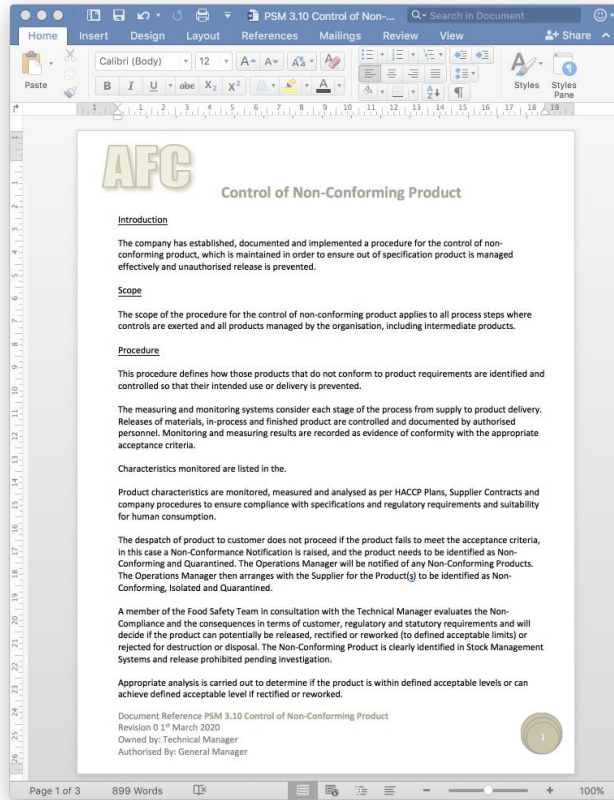 PSM 3.10 Control of Non-...
Search in Document
Home Insert Design Layout References Mailings Review View Share
Paste
Calibri (Body) 12
Styles
Styles Pane
AFC
Control of Non-Conforming Product
Introduction
The company has established, documented and implemented a procedure for the control of non-
conforming product, which is maintained in order to ensure out of specification product is managed
effectively and unauthorised release is prevented.
Scope
The scope of the procedure for the control of non-conforming product applies to all process steps where
controls are exerted and all products managed by the organisation, including intermediate products.
Procedure
This procedure defines how those products that do not conform to product requirements are identified and
controlled so that their intended use or delivery is prevented.
The measuring and monitoring systems consider each stage of the process from supply to product delivery.
Releases of materials, in-process and finished product are controlled and documented by authorised
personnel. Monitoring and measuring results are recorded as evidence of conformity with the appropriate
acceptance criteria.
Characteristics monitored are listed in the.
Product characteristics are monitored, measured and analysed as per HACCP Plans, Supplier Contracts and
company procedures to ensure compliance with specifications and regulatory requirements and suitability
for human consumption.
The despatch of product to customer does not proceed if the product fails to meet the acceptance criteria,
in this case a Non-Conformance Notification is raised, and the product needs to be identified as Non-
Conforming and Quarantined. The Operations Manager will be notified of any Non-Conforming Products.
The Operations Manager then arranges with the Supplier for the Product(s) to be identified as Non-
Conforming, Isolated and Quarantined.
A member of the Food Safety Team in consultation with the Technical Manager evaluates the Non-
Compliance and the consequences in terms of customer, regulatory and statutory requirements and will
decide if the product can potentially be released, rectified or reworked (to defined acceptable limits) or
rejected for destruction or disposal. The Non-Conforming Product is clearly identified in Stock Management
Systems and release prohibited pending investigation.
Appropriate analysis is carried out to determine if the product is within defined acceptable levels or can
achieve defined acceptable level if rectified or reworked.
Document Reference PSM 3.10 Control of Non-Conforming Product
Revision 0 1st March 2020
Owned by: Technical Manager
Authorised By: General Manager
1
Page 1 of 3 899 Words 100%